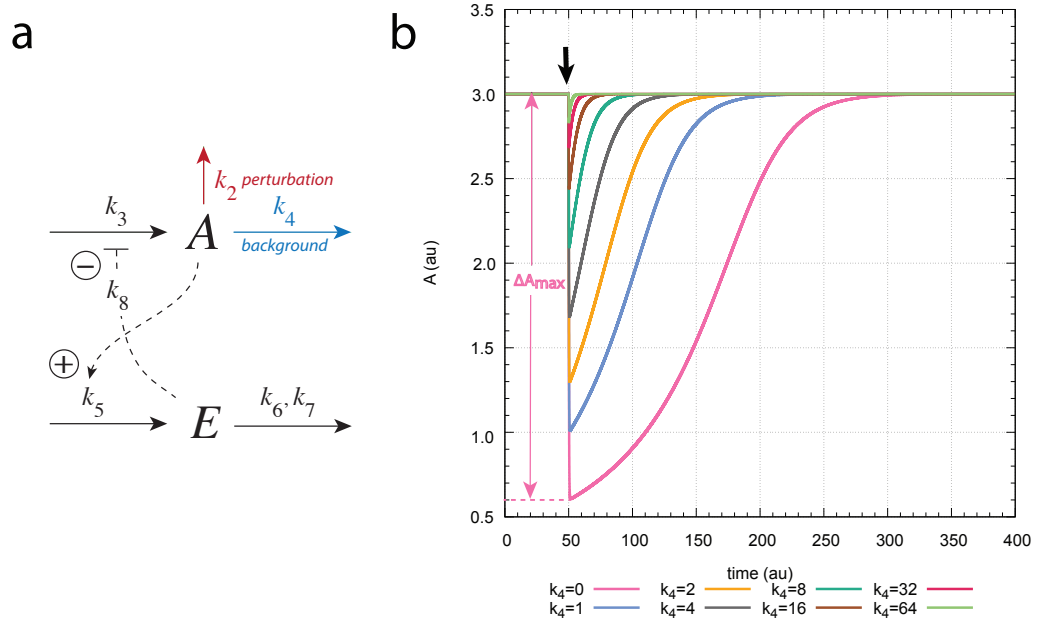 a
k2 perturbation
k3
k4
A
background
−
k8
+
k5
k6, k7
E
b
3.5
3.0
2.5
2.0
1.5
1.0
0.5
A (au)
ΔAmax
0 50 100 150 200 250 300 350 400
time (au)
k4=0 k4=2 k4=8 k4=32
k4=1 k4=4 k4=16 k4=64